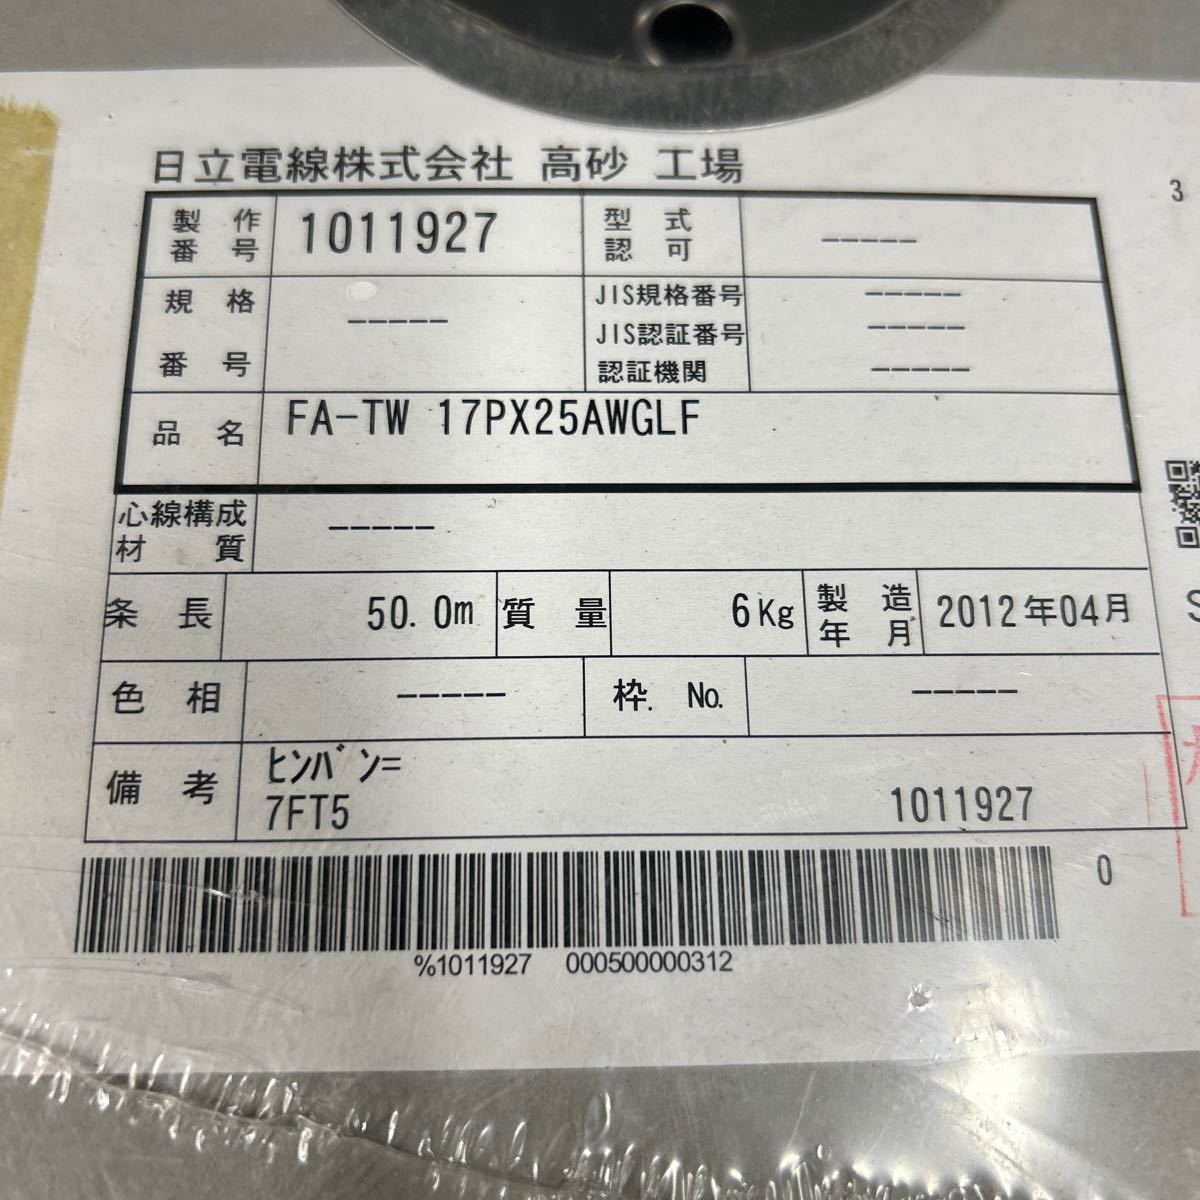 日立電線株式会社 高砂 工場
3
製作番号 1011927 型式認可 -----
規格番号 ----- JIS規格番号 -----
JIS認証番号 -----
認証機関 -----
品名 FA-TW 17PX25AWGLF
心線構成材質 -----
条長 50.0m 質量 6Kg 製造年月 2012年04月
S
色相 ----- 枠. No. -----
備考 ﾋﾝﾊﾞﾝ=
7FT5 1011927
0
%1011927 000500000312